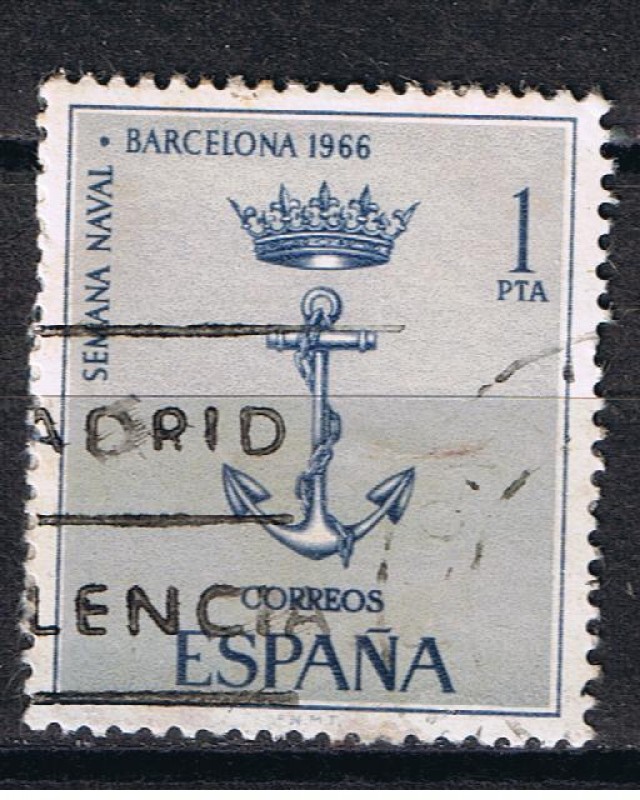 SEMANA NAVAL • BARCELONA 1966
1
PTA
ADRID
LENCIA
CORREOS
ESPAÑA
F.N.M.T.